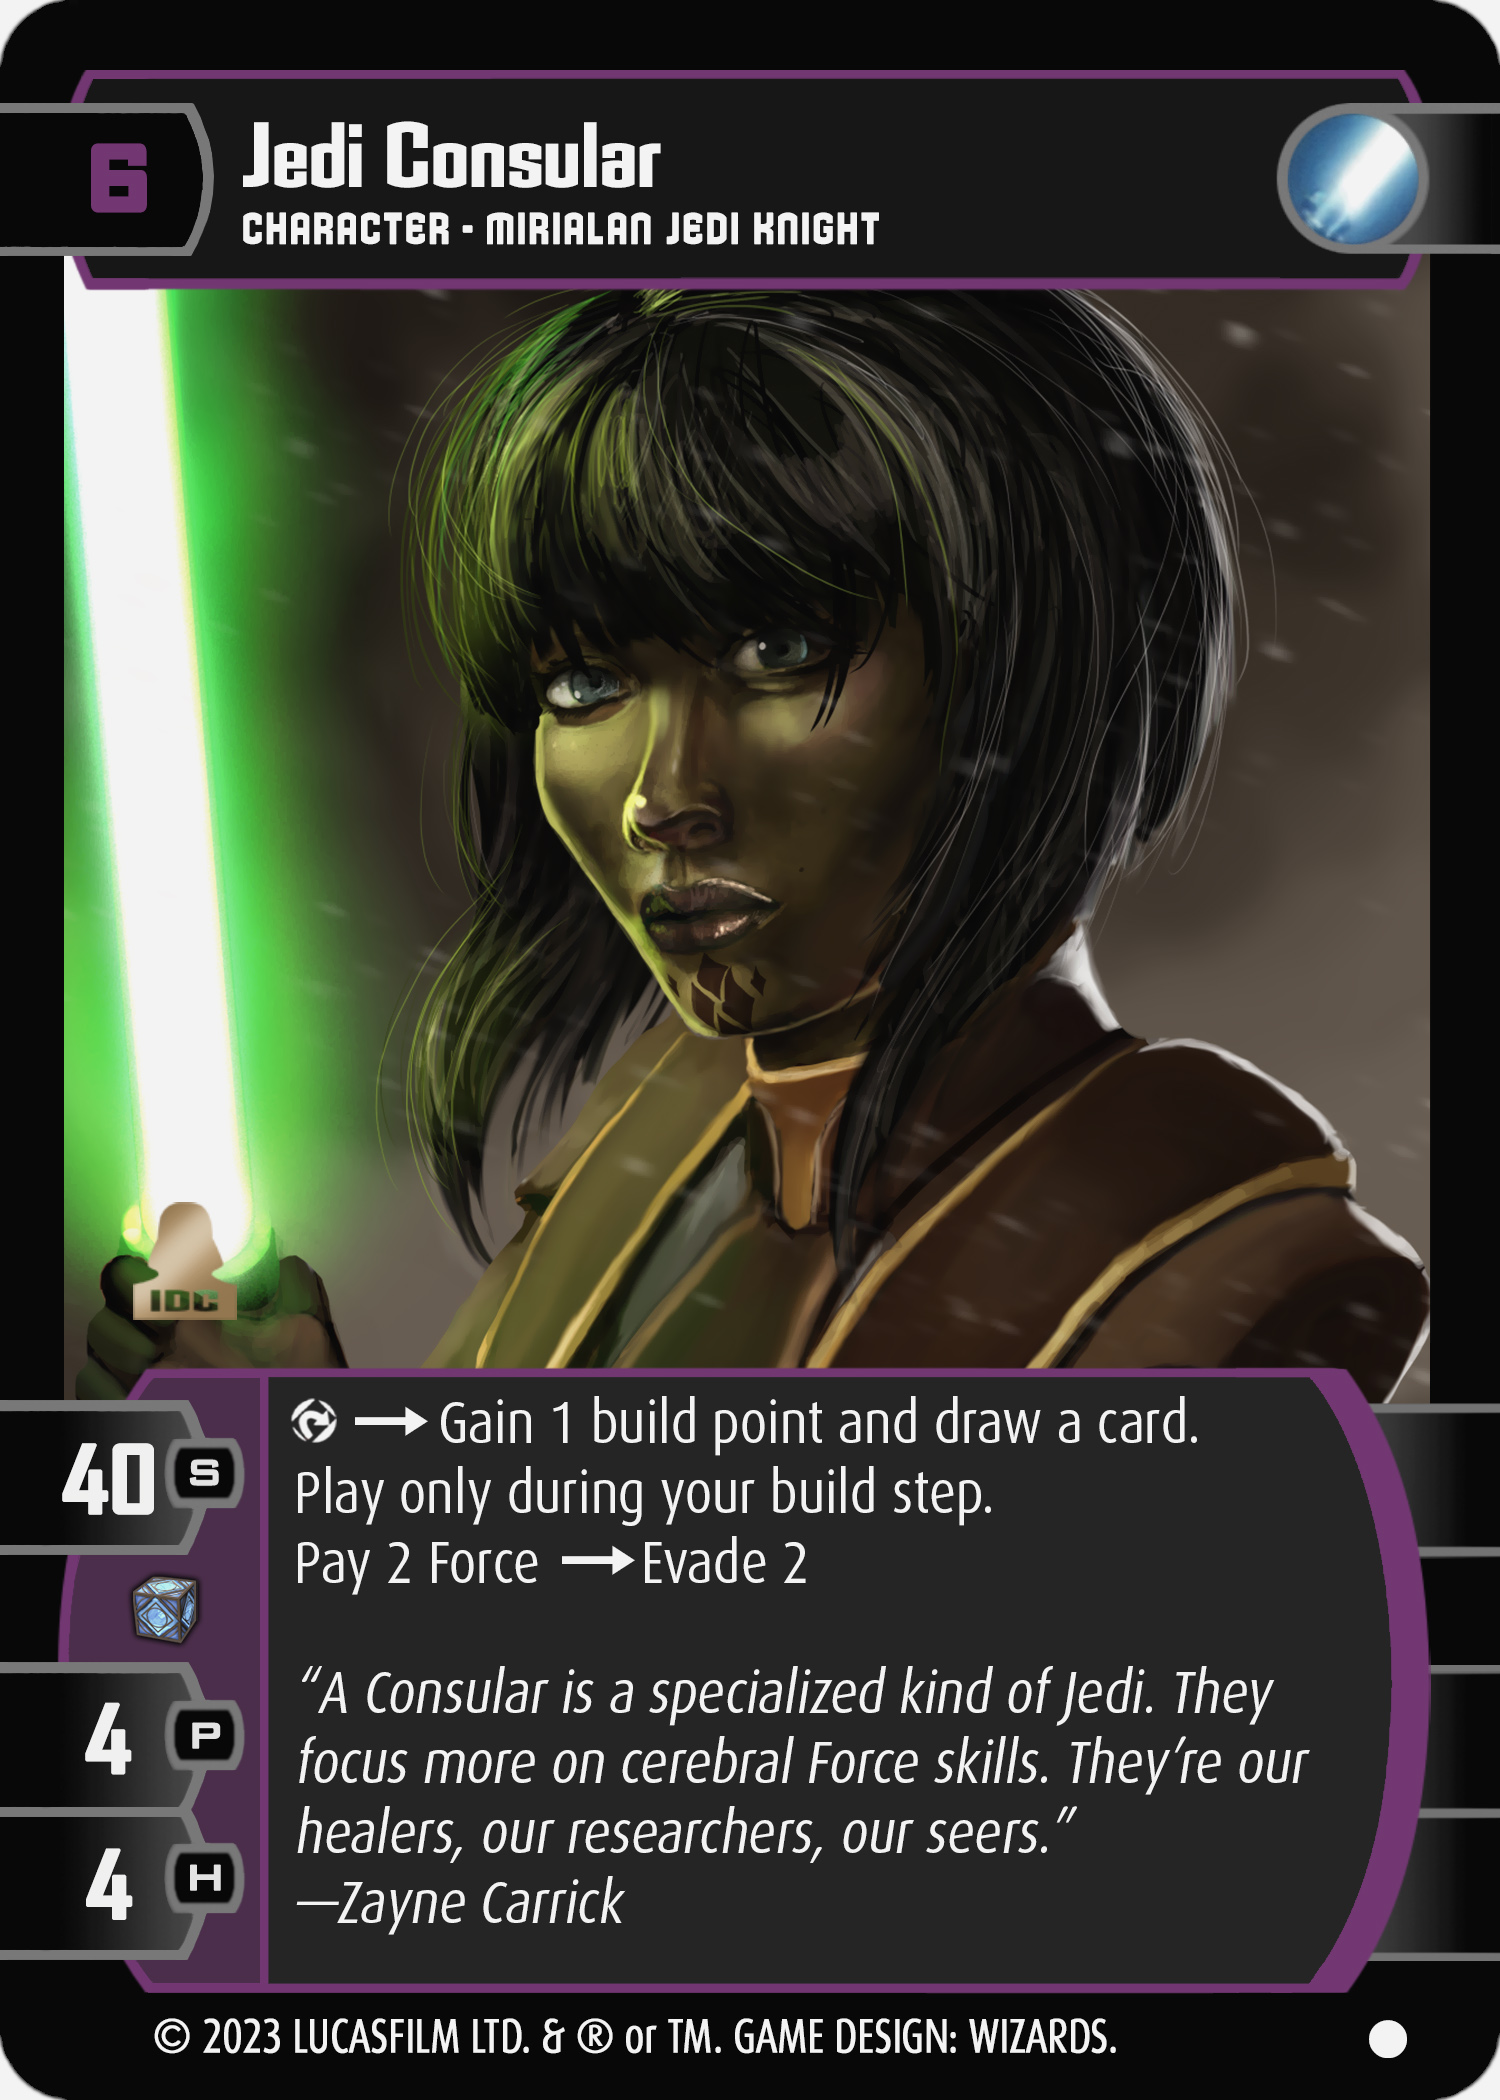 6
Jedi Consular
CHARACTER - MIRIALAN JEDI KNIGHT
IDC
40 S
Gain 1 build point and draw a card.
Play only during your build step.
Pay 2 Force → Evade 2
4 P
“A Consular is a specialized kind of Jedi. They
focus more on cerebral Force skills. They’re our
healers, our researchers, our seers.”
—Zayne Carrick
4 H
© 2023 LUCASFILM LTD. & ® or TM. GAME DESIGN: WIZARDS.